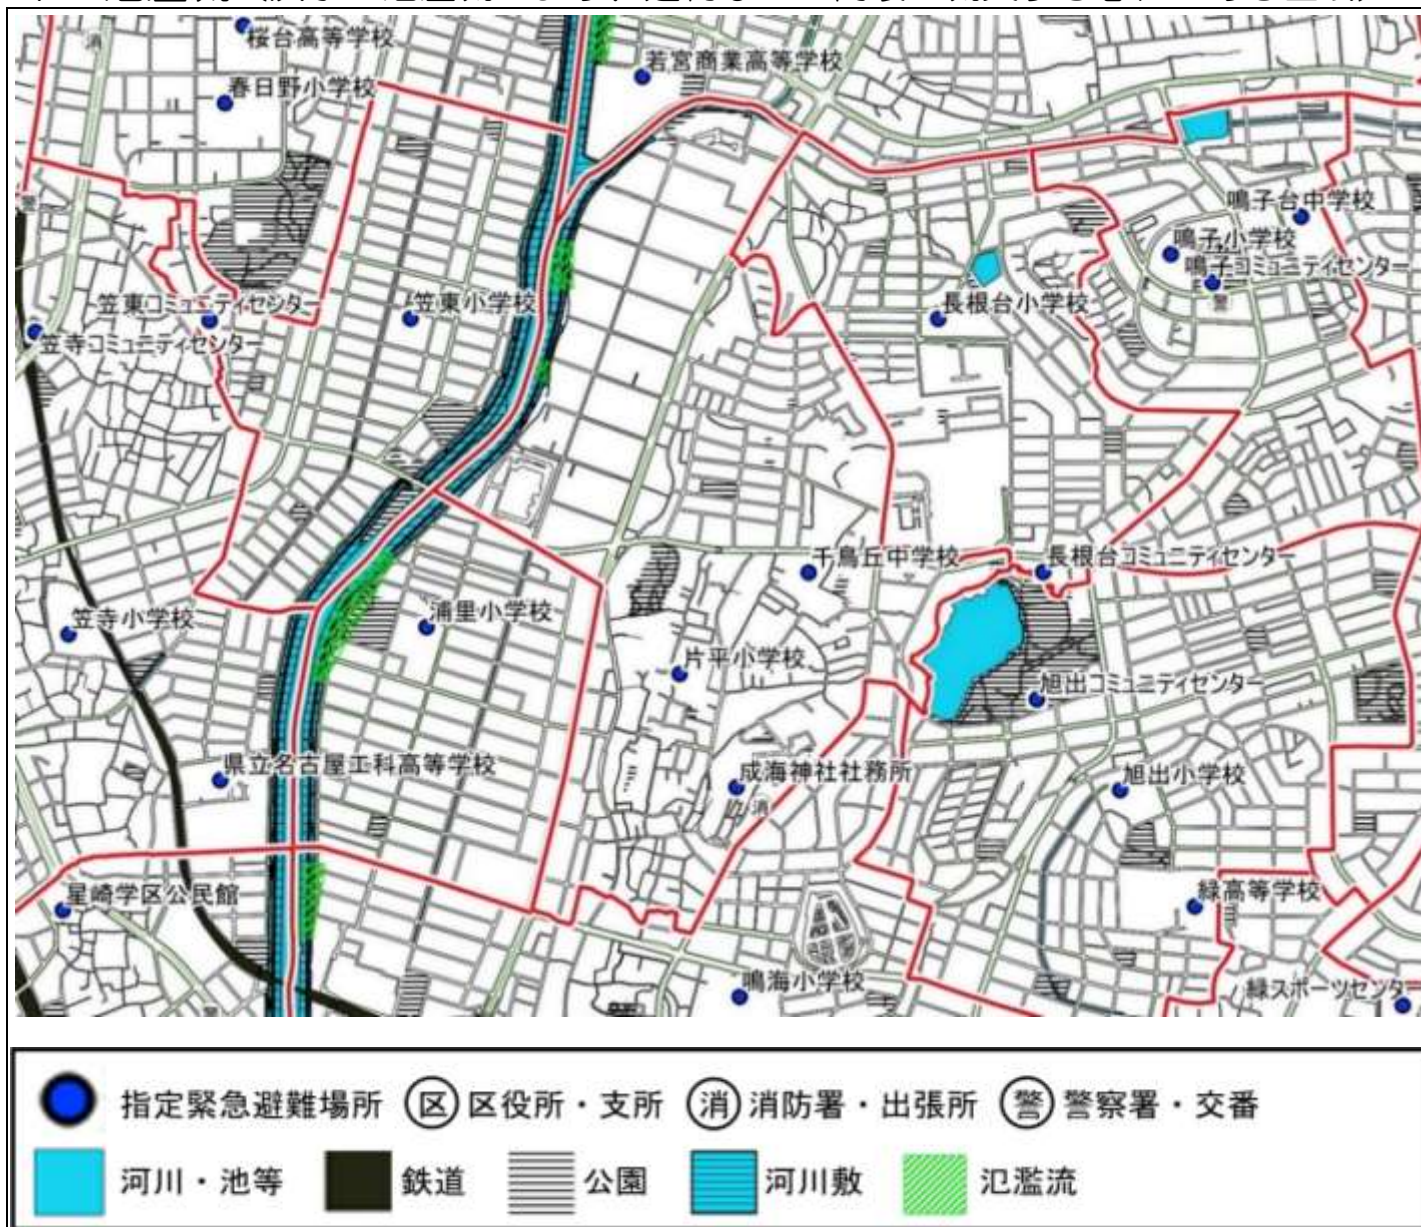 消
桜台高等学校
若宮商業高等学校
春日野小学校
警
鳴子台中学校
鳴子小学校
鳴子コミュニティセンター
警
笠東コミュニティセンター
笠東小学校
長根台小学校
笠寺コミュニティセンター
千鳥丘中学校
長根台コミュニティセンター
笠寺小学校
浦里小学校
片平小学校
旭出コミュニティセンター
県立名古屋工科高等学校
成海神社社務所
旭出小学校
消
星崎学区公民館
緑高等学校
鳴海小学校
緑スポーツセンター
指定緊急避難場所 区 区役所・支所 消 消防署・出張所 警 警察署・交番
河川・池等 鉄道 公園 河川敷 氾濫流